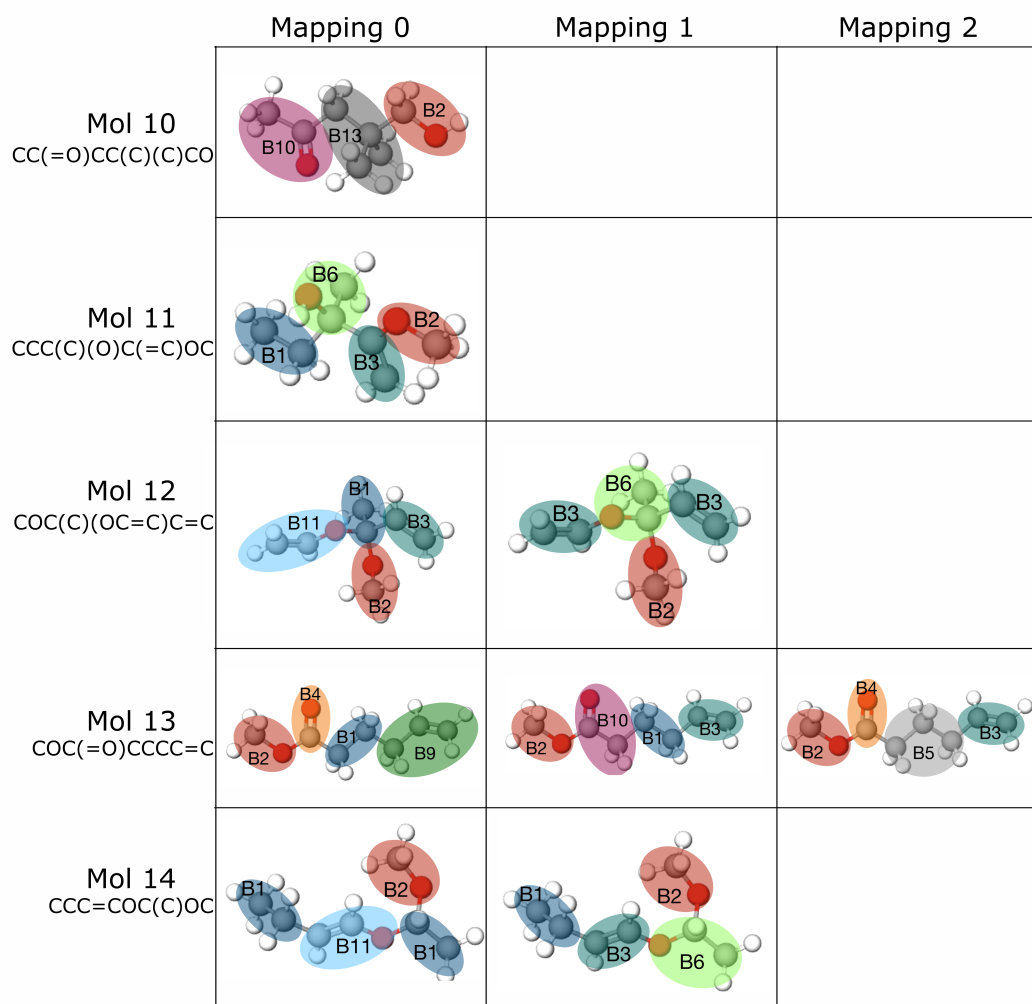 Mapping 0
Mapping 1
Mapping 2
Mol 10
CC(=O)CC(C)(C)CO
B10
B13
B2
Mol 11
CCC(C)(O)C(=C)OC
B6
B2
B1
B3
Mol 12
COC(C)(OC=C)C=C
B1
B11
B3
B2
B6
B3
B3
B2
Mol 13
COC(=O)CCCC=C
B4
B2
B1
B9
B2
B10
B1
B3
B4
B2
B5
B3
Mol 14
CCC=COC(C)OC
B1
B2
B11
B1
B1
B2
B3
B6